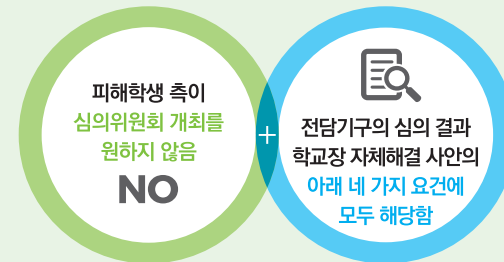 피해학생 측이
심의위원회 개최를
원하지 않음
NO
+
전담기구의 심의 결과
학교장 자체해결 사안의
아래 네 가지 요건에
모두 해당함